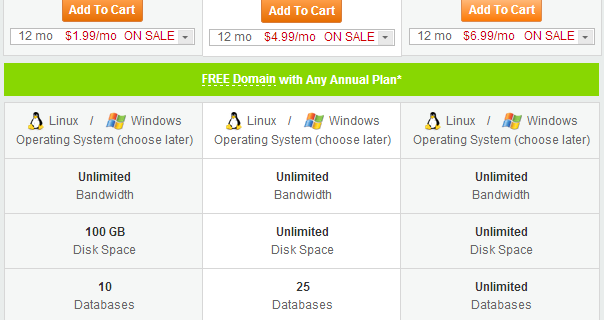 Add To Cart Add To Cart Add To Cart
12 mo $1.99/mo ON SALE 12 mo $4.99/mo ON SALE 12 mo $6.99/mo ON SALE
FREE Domain with Any Annual Plan*
Linux / Windows Linux / Windows Linux / Windows
Operating System (choose later) Operating System (choose later) Operating System (choose later)
Unlimited Unlimited Unlimited
Bandwidth Bandwidth Bandwidth
100 GB Unlimited Unlimited
Disk Space Disk Space Disk Space
10 25 Unlimited
Databases Databases Databases